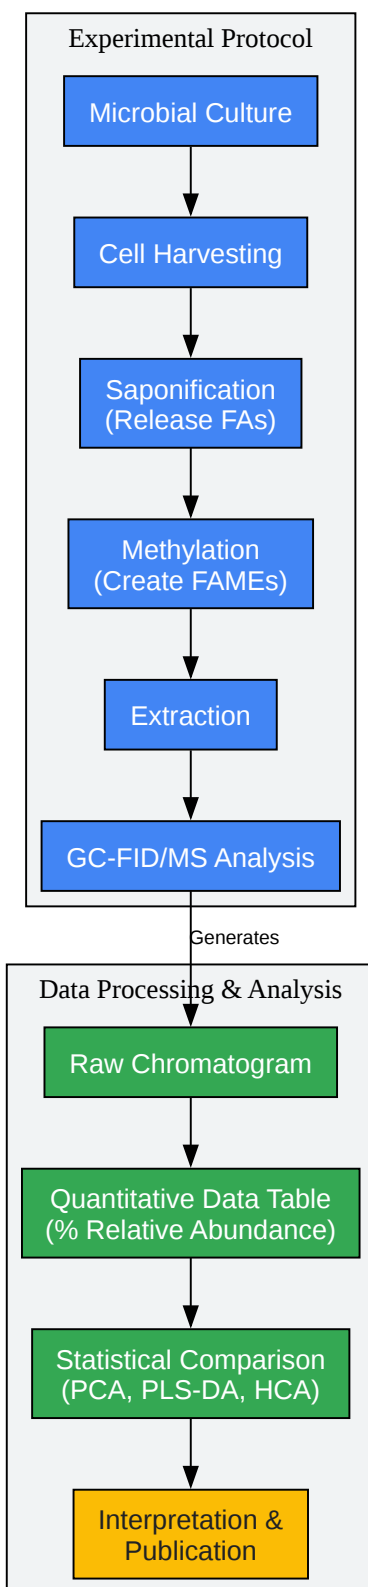 Experimental Protocol
Microbial Culture
Cell Harvesting
Saponification
(Release FAs)
Methylation
(Create FAMEs)
Extraction
GC-FID/MS Analysis
Generates
Data Processing & Analysis
Raw Chromatogram
Quantitative Data Table
(% Relative Abundance)
Statistical Comparison
(PCA, PLS-DA, HCA)
Interpretation &
Publication